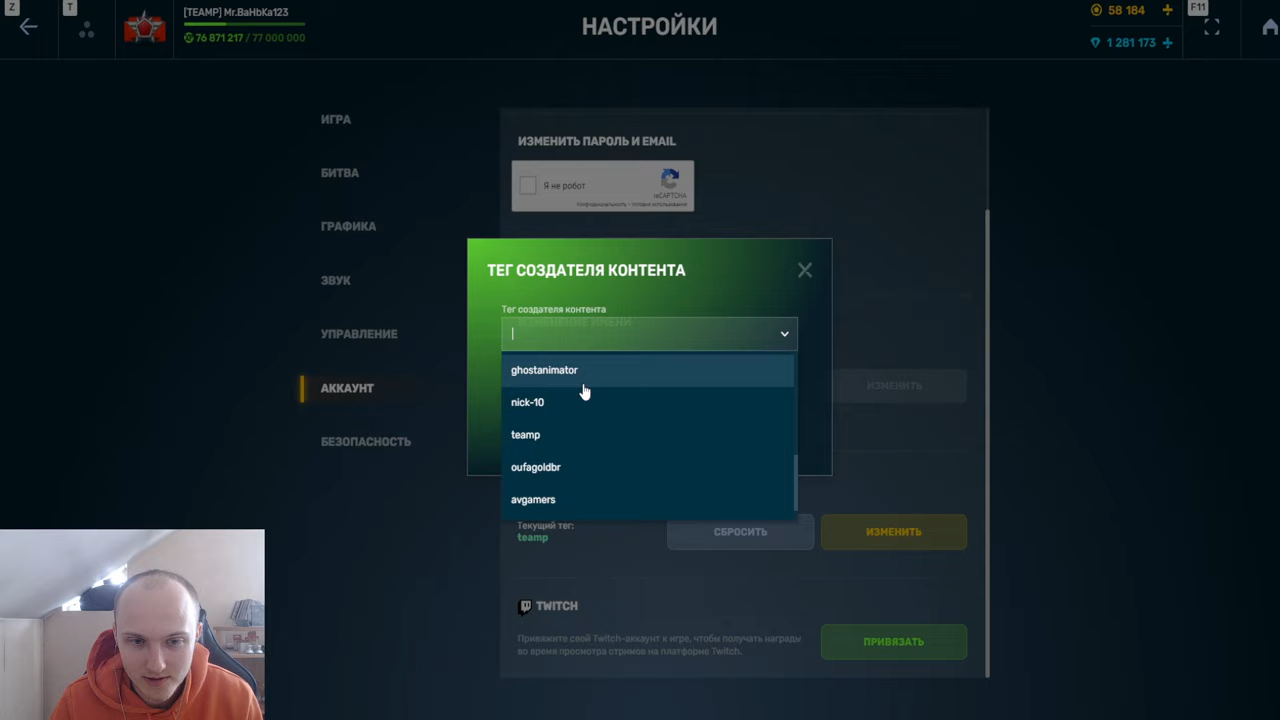 Z
T
[TEAMP] Mr.BaHbKa123
76 871 217 / 77 000 000
НАСТРОЙКИ
58 184 +
1 281 173 +
F11
ИГРА
БИТВА
ГРАФИКА
ЗВУК
УПРАВЛЕНИЕ
АККАУНТ
БЕЗОПАСНОСТЬ
ИЗМЕНИТЬ ПАРОЛЬ И EMAIL
Я не робот
reCAPTCHA
Конфиденциальность - Условия использования
ТЕГ СОЗДАТЕЛЯ КОНТЕНТА
Тег создателя контента
ghostanimator
nick-10
teamp
oufagoldbr
avgamers
ИЗМЕНИТЬ
Текущий тег:
teamp
СБРОСИТЬ
ИЗМЕНИТЬ
TWITCH
Привяжите свой Twitch-аккаунт к игре, чтобы получать награды
во время просмотра стримов на платформе Twitch.
ПРИВЯЗАТЬ